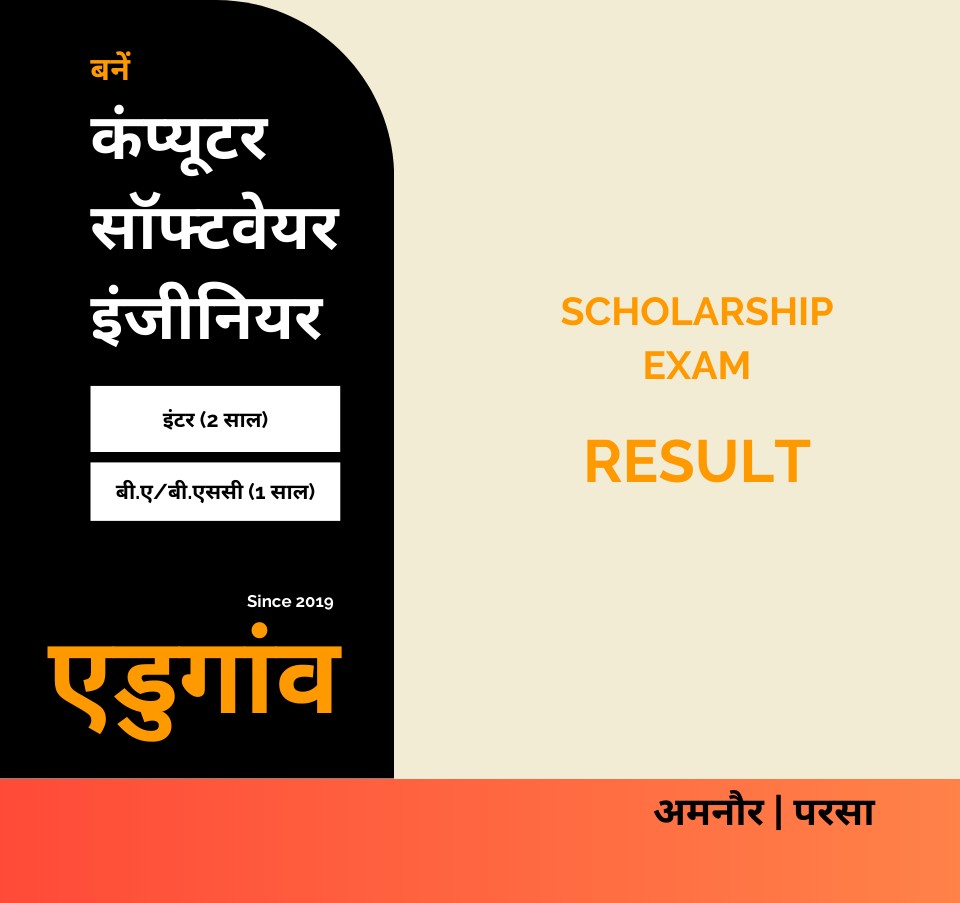 बनें
कंप्यूटर
सॉफ्टवेयर
इंजीनियर
इंटर (2 साल)
बी.ए/बी.एससी (1 साल)
Since 2019
एडुगांव
SCHOLARSHIP
EXAM
RESULT
अमनौर | परसा